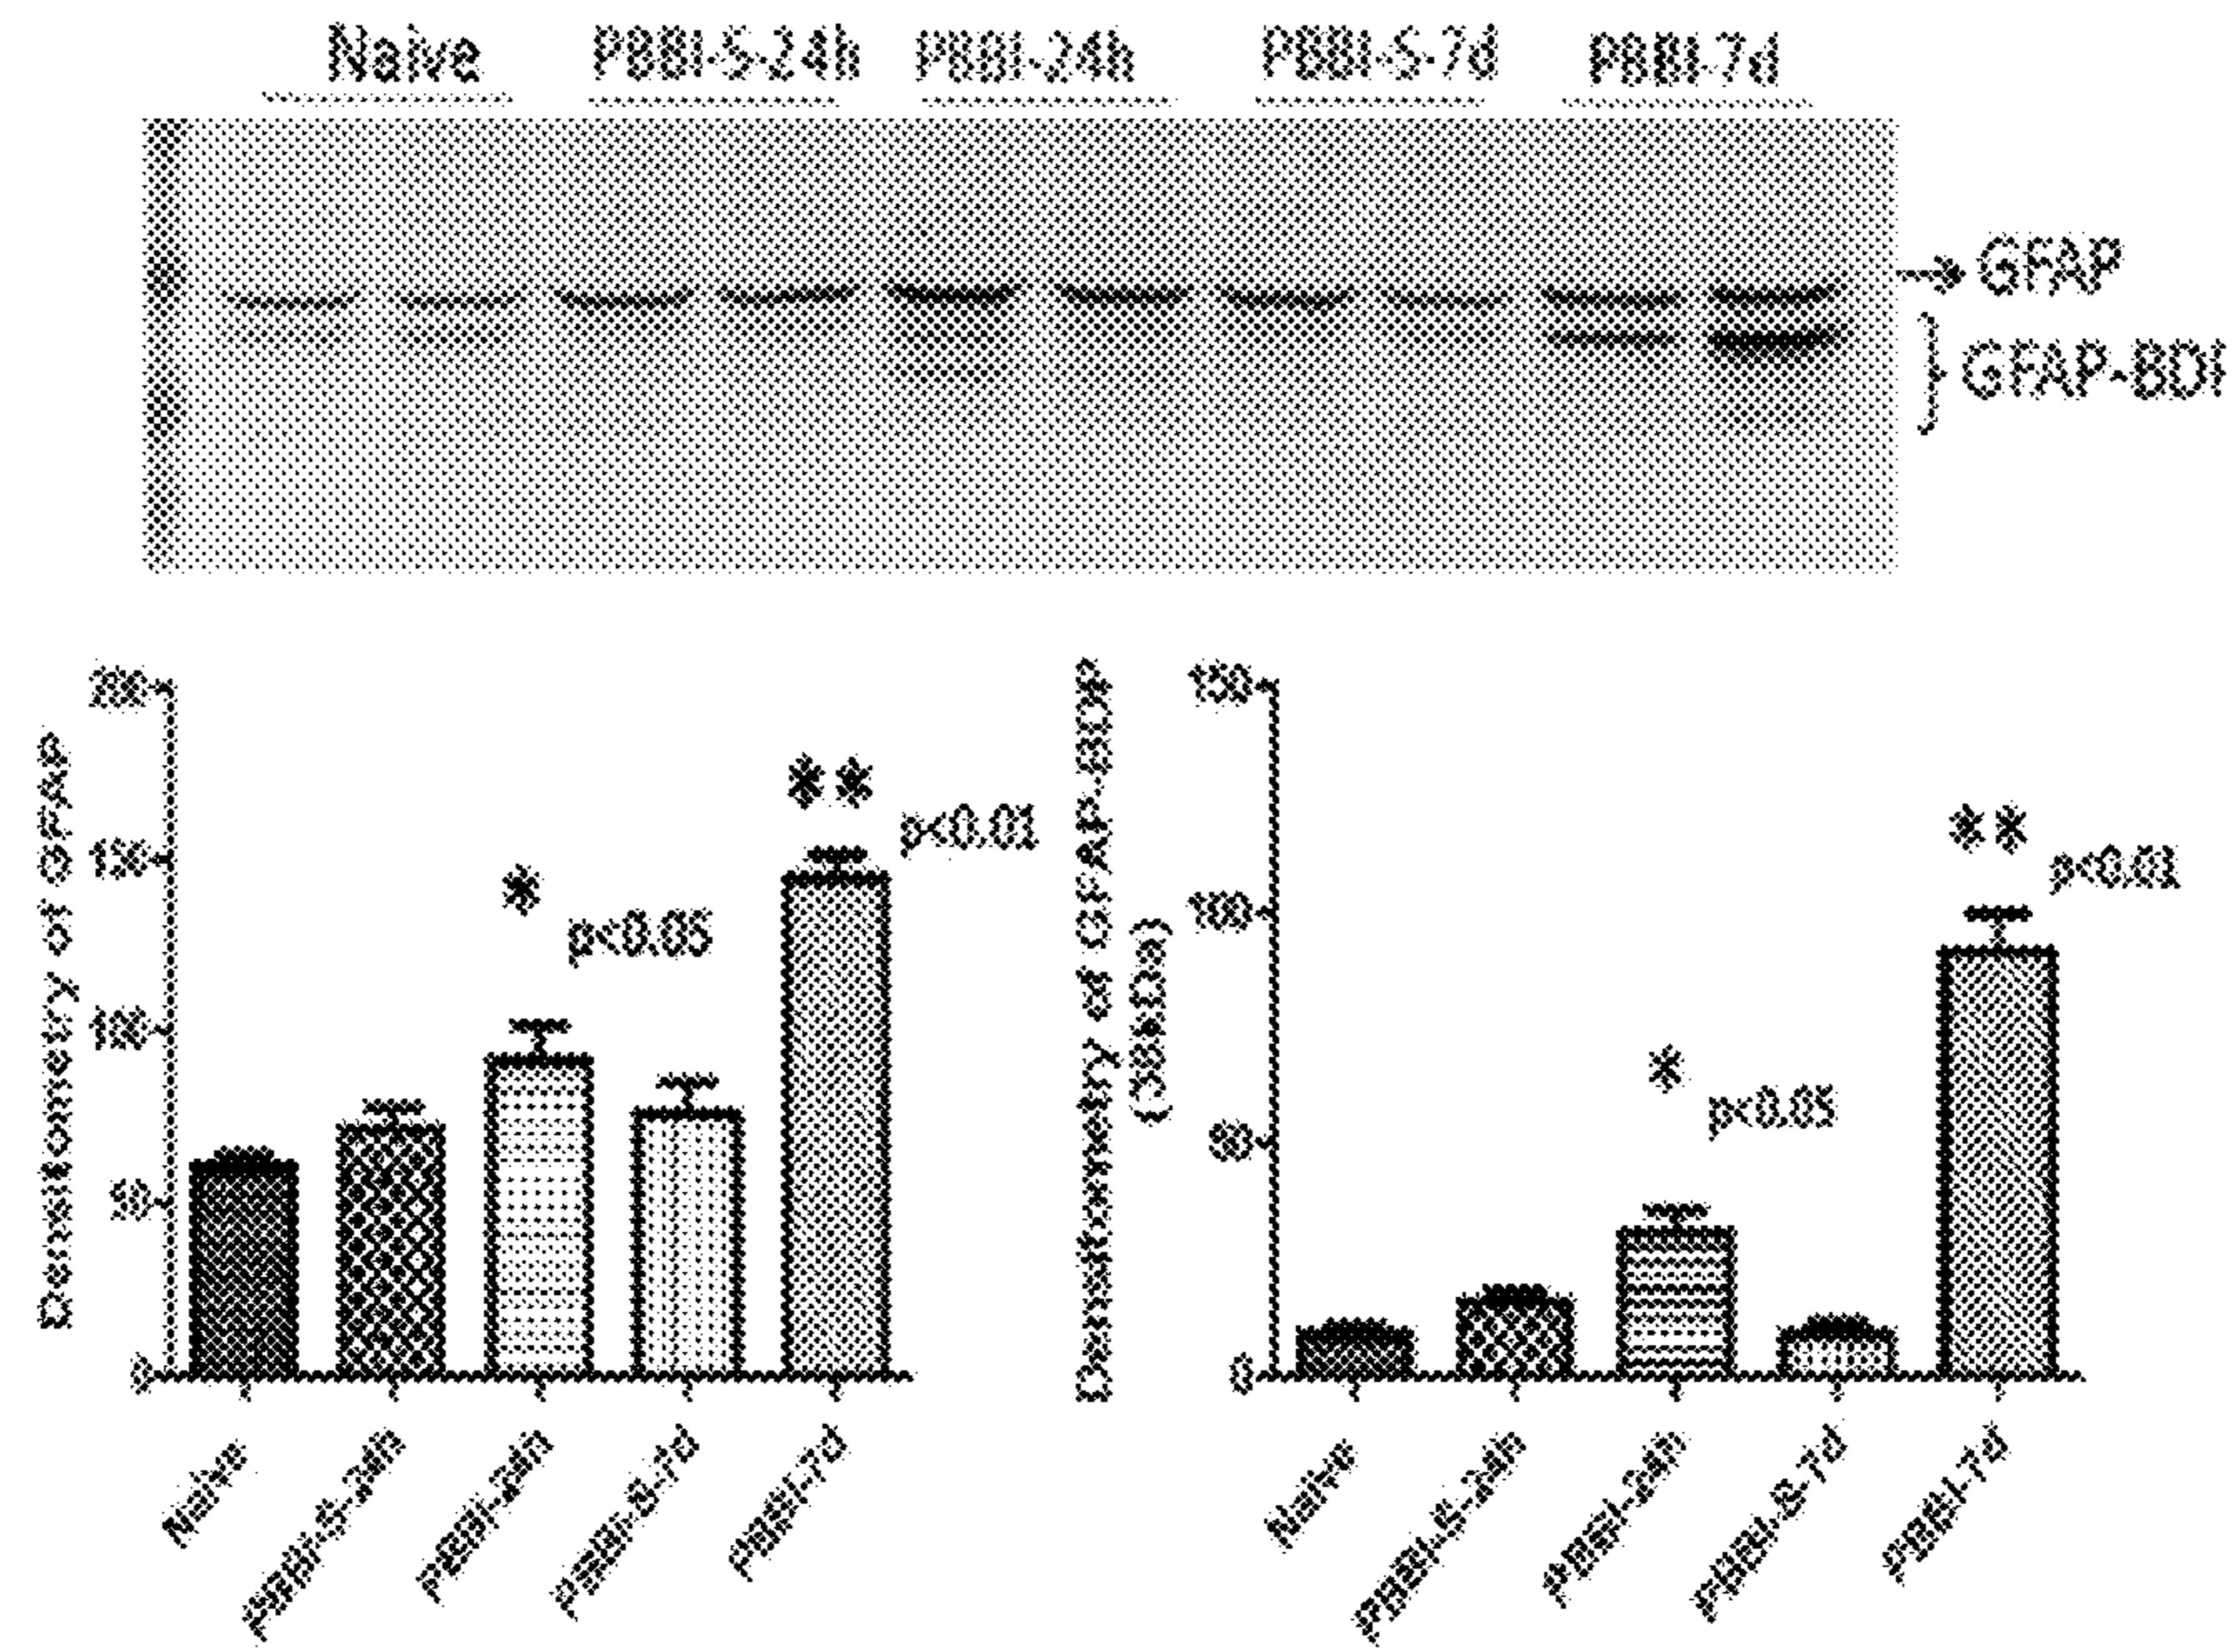 Naive PBBI-S-24h PBBI-24h PBBI-S-7d PBBI-7d
GFAP
GFAP-BDP
Densitometry of GFAP
200
150
100
50
0
*
p<0.05
**
p<0.01
Naive PBBI-S-24h PBBI-24h PBBI-S-7d PBBI-7d
Densitometry of GFAP-BDP
(38kDa)
150
100
50
0
*
p<0.05
**
p<0.01
Naive PBBI-S-24h PBBI-24h PBBI-S-7d PBBI-7d